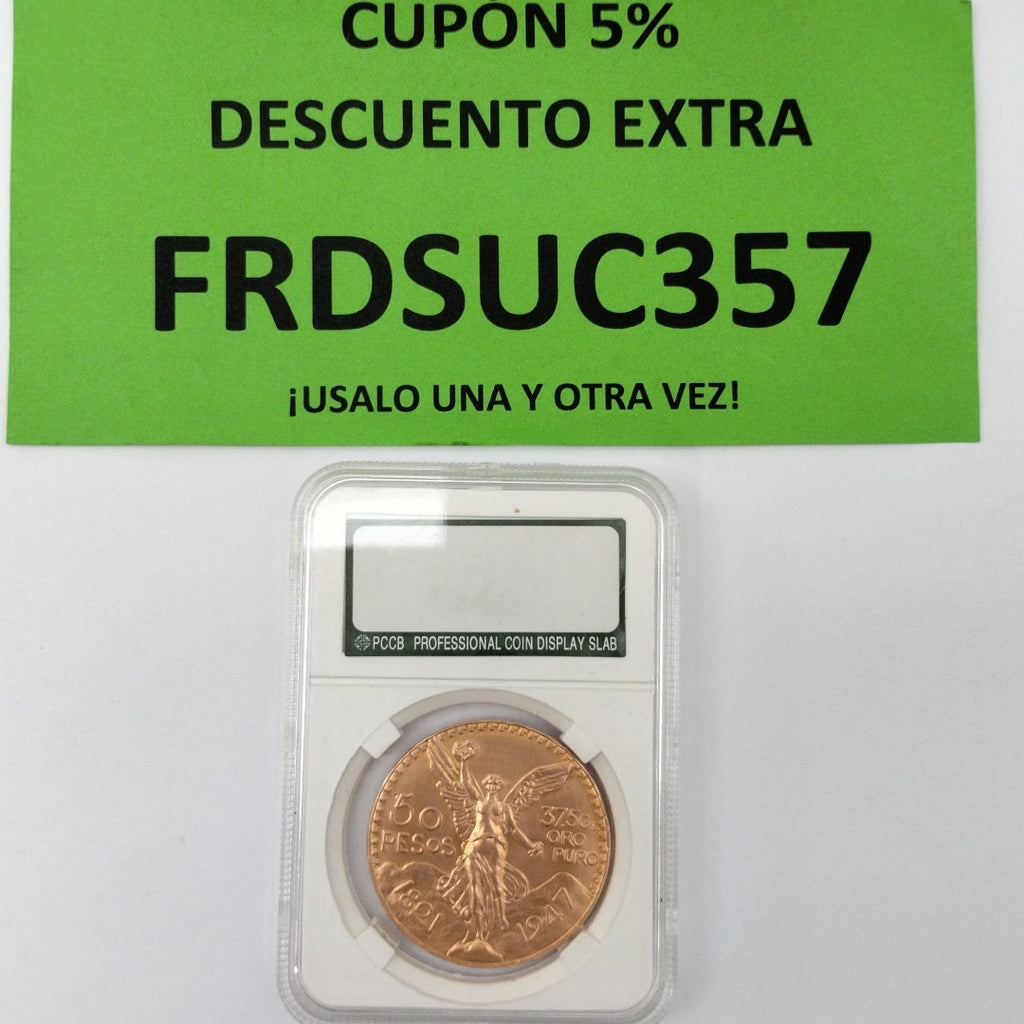 CUPÓN 5%
DESCUENTO EXTRA
FRDSUC357
¡USALO UNA Y OTRA VEZ!
PCCB PROFESSIONAL COIN DISPLAY SLAB
50 PESOS
37,5 Gr. ORO PURO
1821 1947